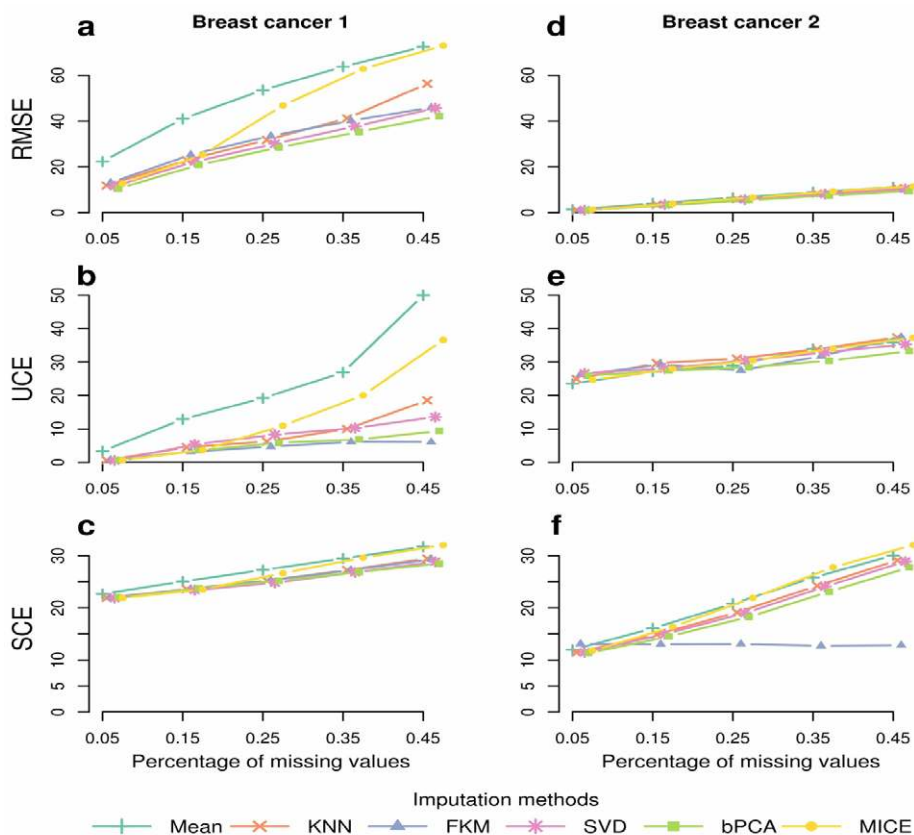 Breast cancer 1
Breast cancer 2
a
RMSE
60
40
20
0
0.05 0.15 0.25 0.35 0.45
d
60
40
20
0
0.05 0.15 0.25 0.35 0.45
b
UCE
50
40
30
20
10
0
0.05 0.15 0.25 0.35 0.45
e
50
40
30
20
10
0
0.05 0.15 0.25 0.35 0.45
c
SCE
30
20
10
5
0
0.05 0.15 0.25 0.35 0.45
Percentage of missing values
f
30
20
10
5
0
0.05 0.15 0.25 0.35 0.45
Percentage of missing values
Imputation methods
Mean KNN FKM SVD bPCA MICE